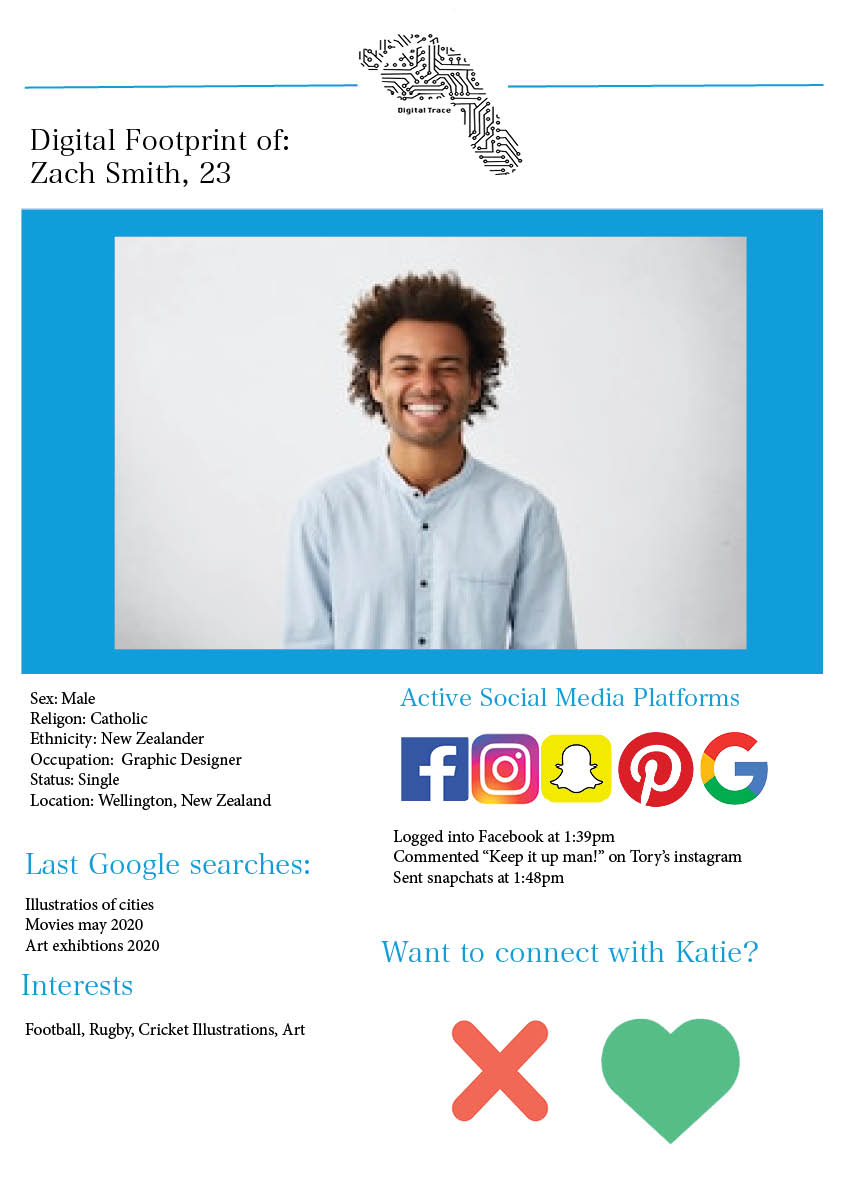 Digital Trace
Digital Footprint of:
Zach Smith, 23
Sex: Male
Religon: Catholic
Ethnicity: New Zealander
Occupation:  Graphic Designer
Status: Single
Location: Wellington, New Zealand
Last Google searches:
Illustratios of cities
Movies may 2020
Art exhibtions 2020
Interests
Football, Rugby, Cricket Illustrations, Art
Active Social Media Platforms
Logged into Facebook at 1:39pm
Commented “Keep it up man!” on Tory’s instagram
Sent snapchats at 1:48pm
Want to connect with Katie?